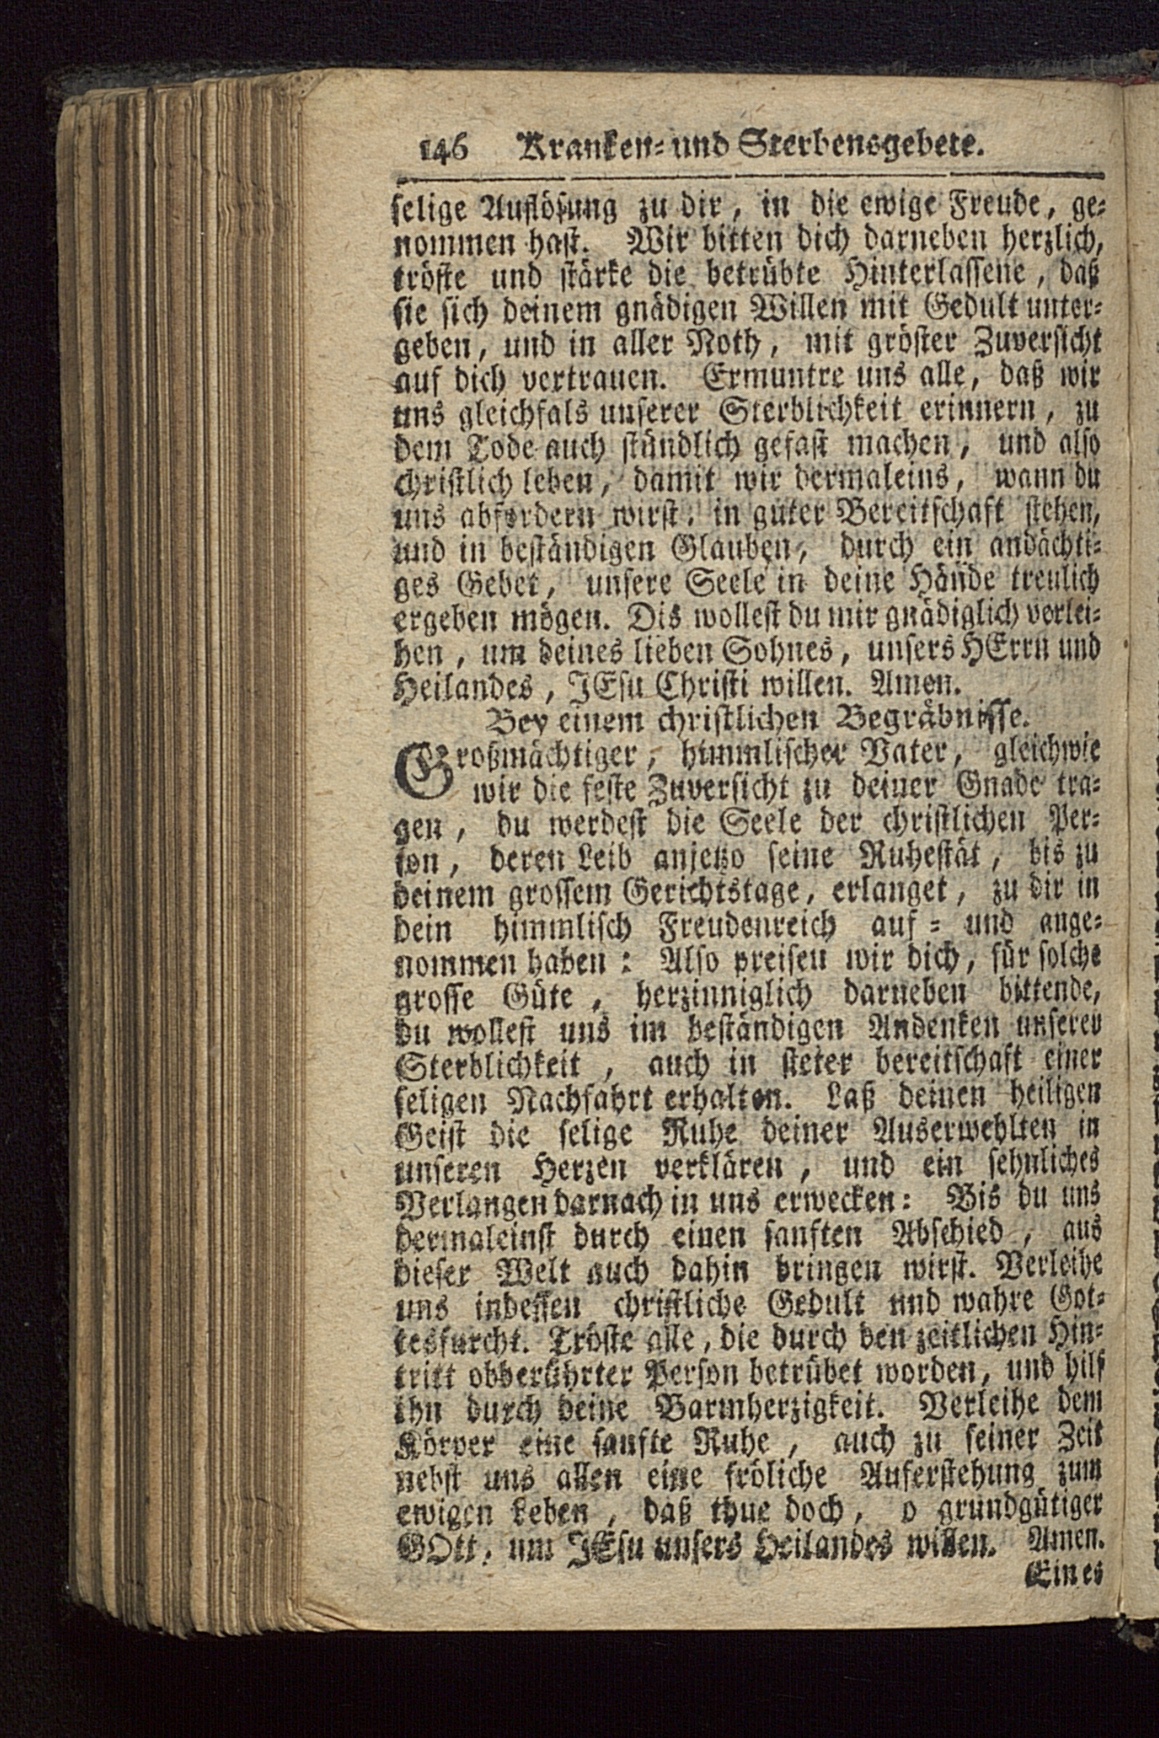 146 Kranken- und Sterbensgebete.
selige Auflösung zu dir, in die ewige Freude, ge-
nommen hast. Wir bitten dich darneben herzlich,
tröste und stärke die betrübte Hinterlassene, daß
sie sich deinem gnädigen Willen mit Gedult unter-
geben, und in aller Noth, mit gröster Zuversicht
auf dich vertrauen. Ermuntre uns alle, daß wir
uns gleichfals unserer Sterblichkeit erinnern, zu
dem Tode auch stündlich gefast machen, und also
christlich leben, damit wir dermaleins, wann du
uns abfordern wirst, in guter Bereitschaft stehen,
und in beständigen Glauben, durch ein andächti-
ges Gebet, unsere Seele in deine Hände treulich
ergeben mögen. Dis wollest du mir gnädiglich verlei-
hen, um deines lieben Sohnes, unsers HErrn und
Heilandes, JEsu Christi willen. Amen.
Bey einem christlichen Begräbnisse.
Großmächtiger, himmlischer Vater, gleichwie
wir die feste Zuversicht zu deiner Gnade tra-
gen, du werdest die Seele der christlichen Per-
son, deren Leib anjetzo seine Ruhestät, bis zu
deinem grossem Gerichtstage, erlanget, zu dir in
dein himmlisch Freudenreich auf- und ange-
nommen haben: Also preisen wir dich, für solche
grosse Güte, herzinniglich darneben bittende,
du wollest uns im beständigen Andenken unserer
Sterblichkeit, auch in steter bereitschaft einer
seligen Nachfahrt erhalten. Laß deinen heiligen
Geist die selige Ruhe deiner Auserwehlten in
unseren Herzen verklären, und ein sehnliches
Verlangen darnach in uns erwecken: Bis du uns
dermaleinst durch einen sanften Abschied, aus
dieser Welt auch dahin bringen wirst. Verleihe
uns indessen christliche Gedult und wahre Got-
tesfurcht. Tröste alle, die durch den zeitlichen Hin-
tritt obberührter Person betrübet worden, und hilf
ihn durch deine Barmherzigkeit. Verleihe dem
Körper eine sanfte Ruhe, auch zu seiner Zeit
nebst uns allen eine fröliche Auferstehung zum
ewigen Leben, daß thue doch, o grundgütiger
GOtt, um JEsu unsers Heilandes willen. Amen.
Eines